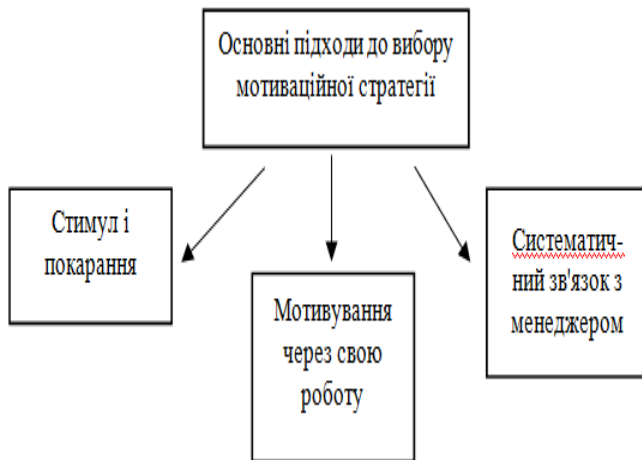 Основні підходи до вибору
мотиваційної стратегії
Стимул і
покарання
Мотивування
через свою
роботу
Систематич-
ний зв'язок з
менеджером